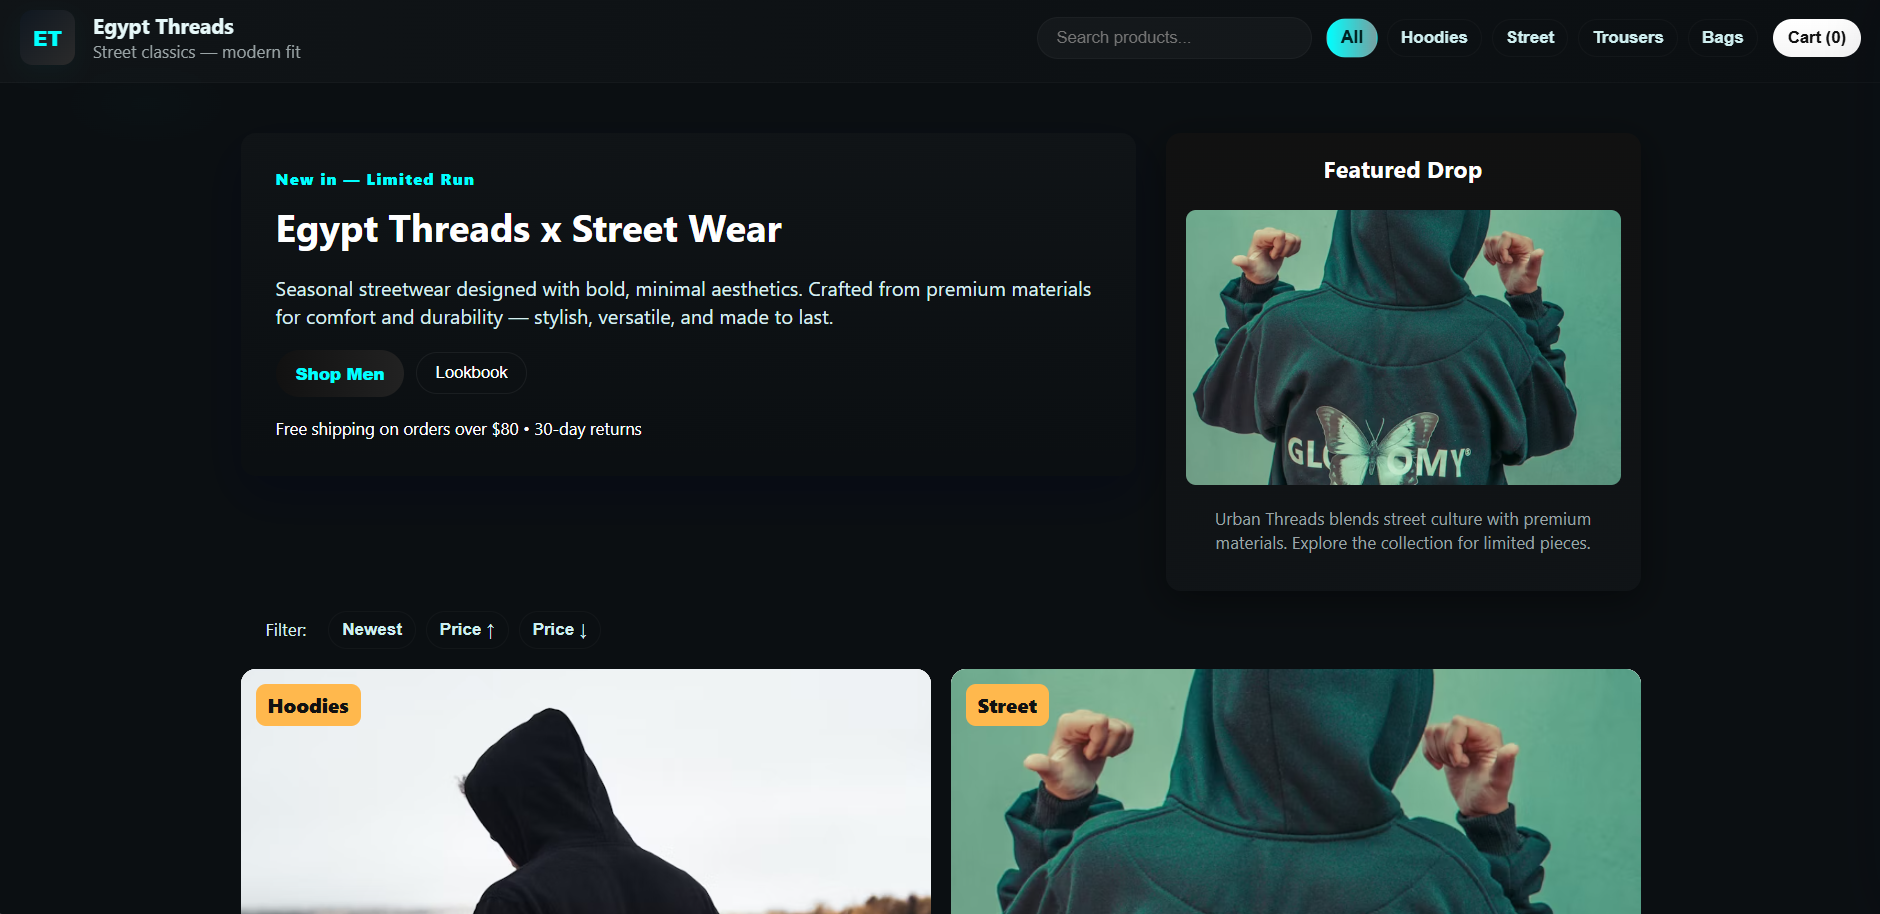 ET
Egypt Threads
Street classics — modern fit
Search products...
All
Hoodies
Street
Trousers
Bags
Cart (0)
New in — Limited Run
Egypt Threads x Street Wear
Seasonal streetwear designed with bold, minimal aesthetics. Crafted from premium materials
for comfort and durability — stylish, versatile, and made to last.
Shop Men
Lookbook
Free shipping on orders over $80 • 30-day returns
Featured Drop
GLOOMY®
Urban Threads blends street culture with premium
materials. Explore the collection for limited pieces.
Filter:
Newest
Price ↑
Price ↓
Hoodies
Street